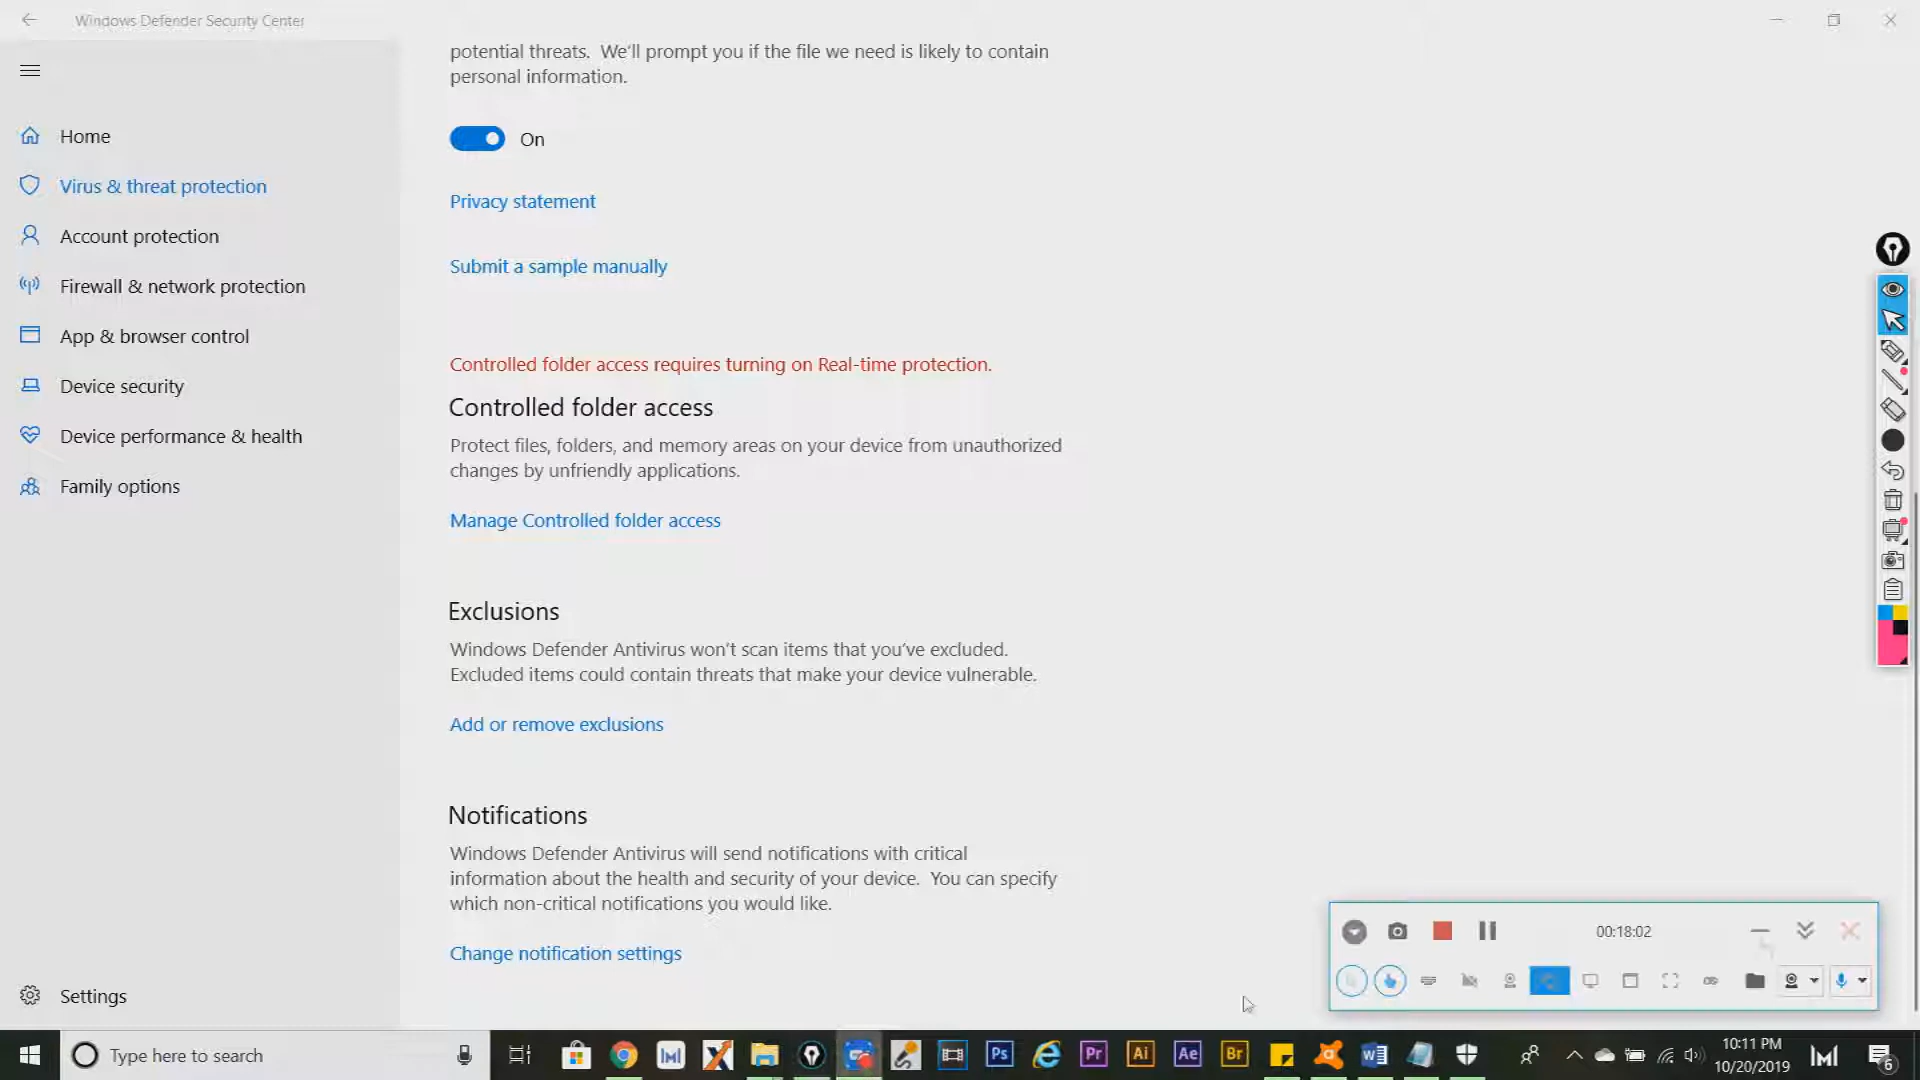 Windows Defender Security Center
potential threats. We'll prompt you if the file we need is likely to contain
personal information.
On
Privacy statement
Submit a sample manually
Controlled folder access requires turning on Real-time protection.
Controlled folder access
Protect files, folders, and memory areas on your device from unauthorized
changes by unfriendly applications.
Manage Controlled folder access
Exclusions
Windows Defender Antivirus won't scan items that you've excluded.
Excluded items could contain threats that make your device vulnerable.
Add or remove exclusions
Notifications
Windows Defender Antivirus will send notifications with critical
information about the health and security of your device. You can specify
which non-critical notifications you would like.
Change notification settings
Home
Virus & threat protection
Account protection
Firewall & network protection
App & browser control
Device security
Device performance & health
Family options
Settings
00:18:02
Type here to search
Ps
Pr
Ai
Ae
Br
10:11 PM
10/20/2019
6